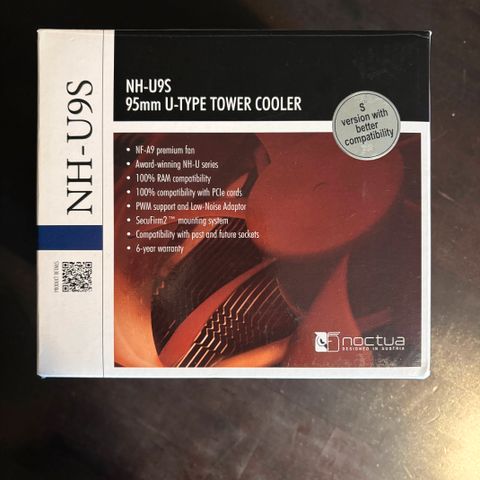 NH-U9S
PRODUCT DETAILS
NH-U9S
95mm U-TYPE TOWER COOLER
S
version with
better
compatibility
• NF-A9 premium fan
• Award-winning NH-U series
• 100% RAM compatibility
• 100% compatibility with PCIe cards
• PWM support and Low-Noise Adaptor
• SecuFirm2™ mounting system
• Compatibility with past and future sockets
• 6-year warranty
noctua
DESIGNED IN AUSTRIA